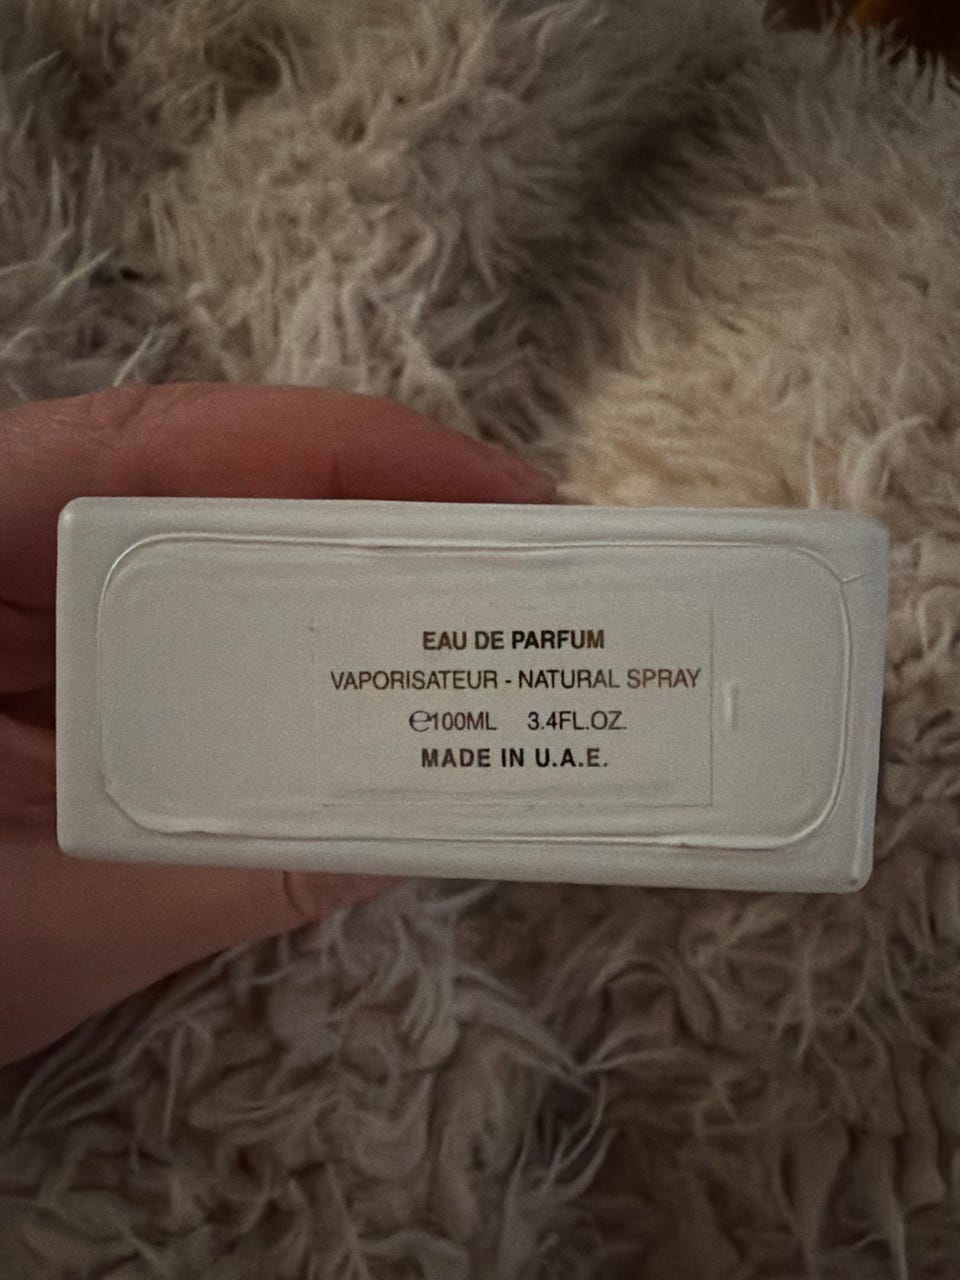 EAU DE PARFUM
VAPORISATEUR - NATURAL SPRAY
℮100ML 3.4FL.OZ.
MADE IN U.A.E.